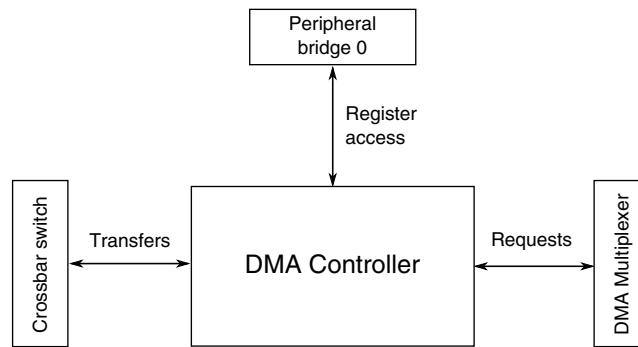 Peripheral
bridge 0
Register
access
Crossbar switch
Transfers
DMA Controller
Requests
DMA Multiplexer